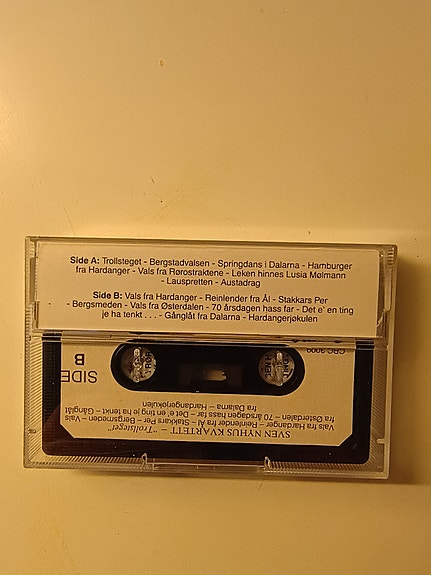 Side A: Trollsteget - Bergstadvalsen - Springdans i Dalarna - Hamburger
fra Hardanger - Vals fra Rørostraktene - Leken hinnes Lusia Mølmann
- Lauspretten - Austadrag
Side B: Vals fra Hardanger - Reinlender fra Ål - Stakkars Per
- Bergsmeden - Vals fra Østerdalen - 70 årsdagen hass far - Det e' en ting
je ha tenkt . . . - Gånglåt fra Dalarna - Hardangerjøkulen
SIDE
B
SVEN NYHUS KVARTETT – "Trollsteget"
Vals fra Hardanger – Reinlender fra Ål – Stakkars Per – Bergsmeden – Vals
fra Østerdalen – 70 årsdagen hass far – Det e' en ting je ha tenkt – Gånglåt
fra Dalarna – Hardangerjøkulen